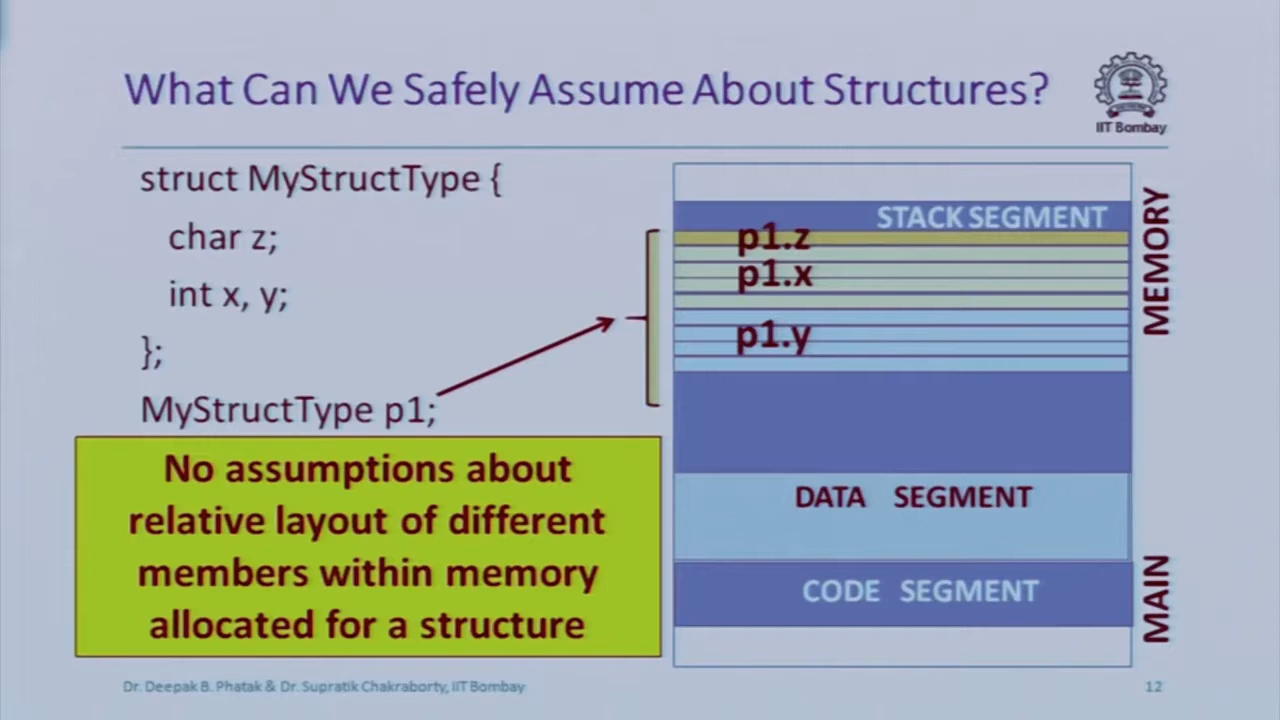 What Can We Safely Assume About Structures?
IIT Bombay
struct MyStructType {
char z;
int x, y;
};
MyStructType p1;
No assumptions about
relative layout of different
members within memory
allocated for a structure
STACK SEGMENT
p1.z
p1.x
p1.y
DATA SEGMENT
CODE SEGMENT
MAIN MEMORY
Dr. Deepak B. Phatak & Dr. Supratik Chakraborty, IIT Bombay
12